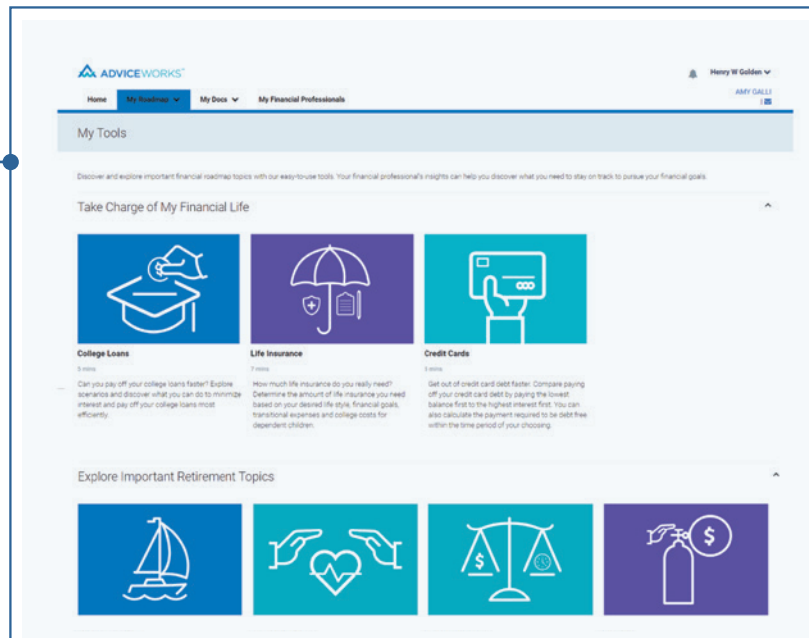 ADVICEWORKS™
Henry W Golden
AMY GALLI
Home My Roadmap My Docs My Financial Professionals
My Tools
Discover and explore important financial roadmap topics with our easy-to-use tools. Your financial professional's insights can help you discover what you need to stay on track to pursue your financial goals.
Take Charge of My Financial Life
$
College Loans
5 mins
Can you pay off your college loans faster? Explore
scenarios and discover what you can do to minimize
interest and pay off your college loans most
efficiently.
Life Insurance
7 mins
How much life insurance do you really need?
Determine the amount of life insurance you need
based on your desired life style, financial goals,
transitional expenses and college costs for
dependent children.
Credit Cards
5 mins
Get out of credit card debt faster. Compare paying
off your credit card debt by paying the lowest
balance first to the highest interest first. You can
also calculate the payment required to be debt free
within the time period of your choosing.
Explore Important Retirement Topics
$
$